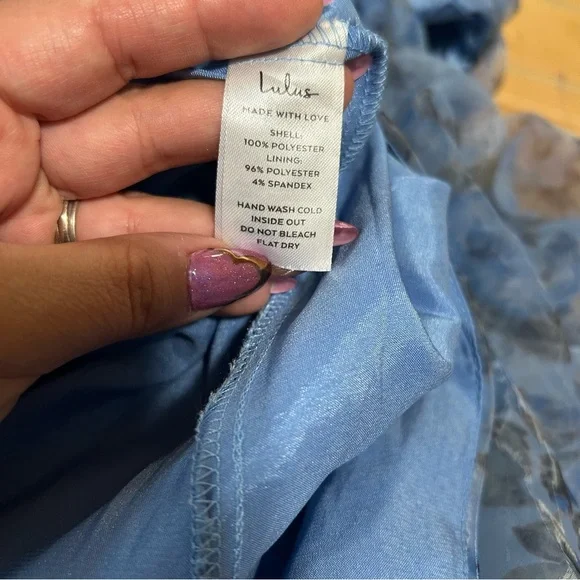 Lulus
MADE WITH LOVE
SHELL:
100% POLYESTER
LINING:
96% POLYESTER
4% SPANDEX
HAND WASH COLD
INSIDE OUT
DO NOT BLEACH
FLAT DRY